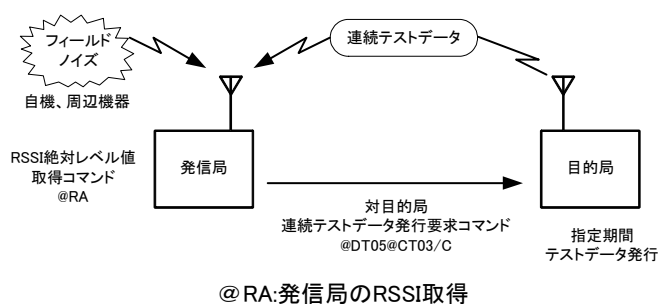 フィールド
ノイズ
連続テストデータ
自機、周辺機器
RSSI絶対レベル値
取得コマンド
@RA
発信局
目的局
対目的局
連続テストデータ発行要求コマンド
@DT05@CT03/C
指定期間
テストデータ発行
@RA:発信局のRSSI取得